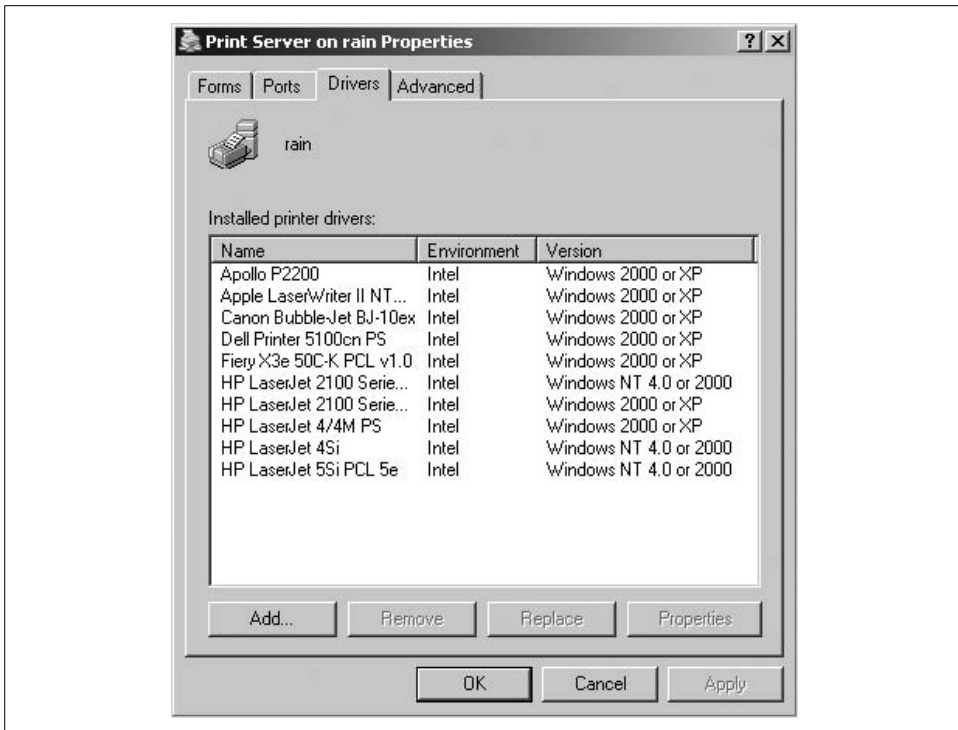 Print Server on rain Properties
Forms Ports Drivers Advanced
rain
Installed printer drivers:
Name Environment Version
Apollo P2200 Intel Windows 2000 or XP
Apple LaserWriter II NT... Intel Windows 2000 or XP
Canon Bubble-Jet BJ-10ex Intel Windows 2000 or XP
Dell Printer 5100cn PS Intel Windows 2000 or XP
Fiery X3e 50C-K PCL v1.0 Intel Windows 2000 or XP
HP LaserJet 2100 Serie... Intel Windows NT 4.0 or 2000
HP LaserJet 2100 Serie... Intel Windows 2000 or XP
HP LaserJet 4/4M PS Intel Windows 2000 or XP
HP LaserJet 4Si Intel Windows NT 4.0 or 2000
HP LaserJet 5Si PCL 5e Intel Windows NT 4.0 or 2000
Add... Remove Replace Properties
OK Cancel Apply